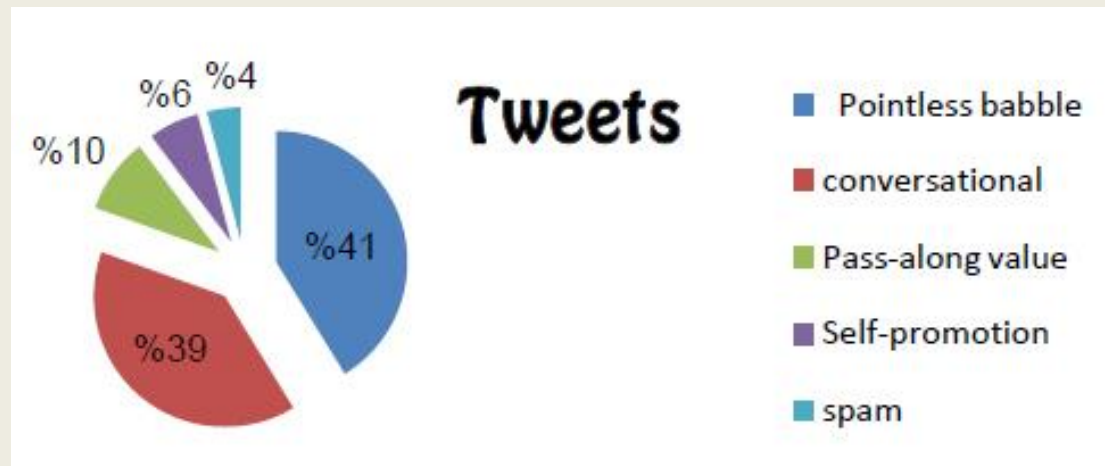 %4
%6
%10
%41
%39
Tweets
Pointless babble
conversational
Pass-along value
Self-promotion
spam